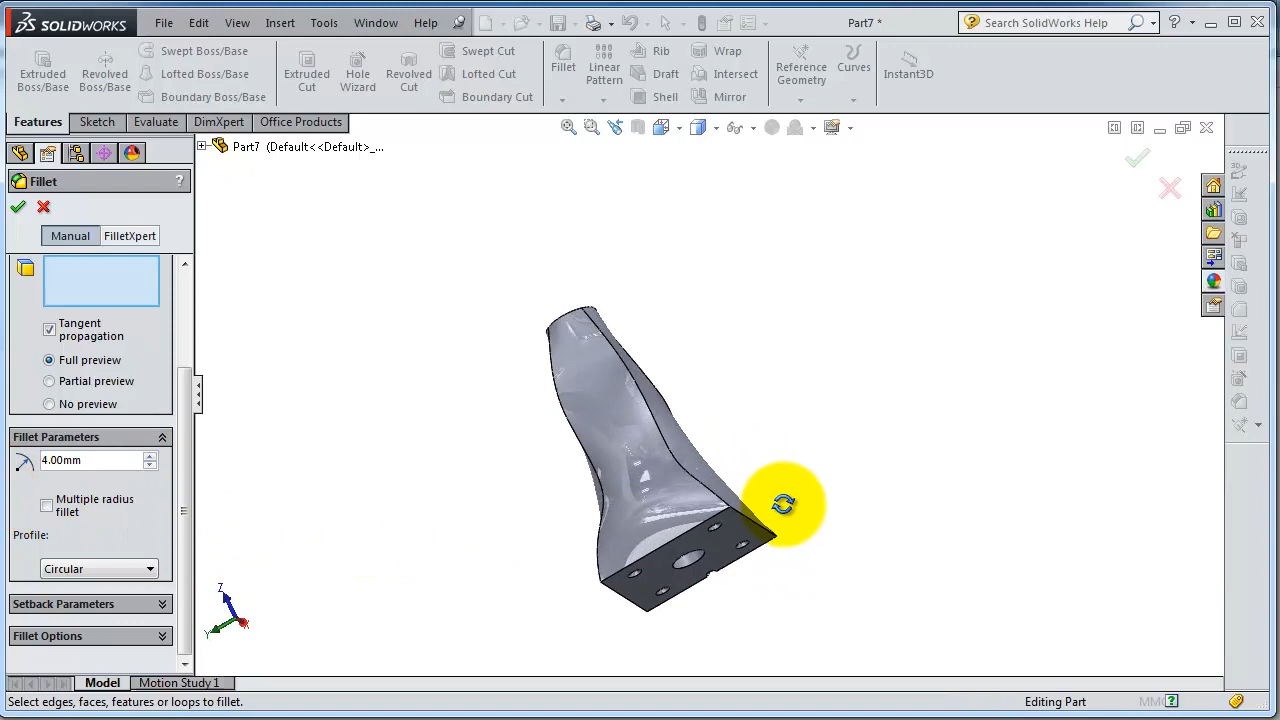 SOLIDWORKS File Edit View Insert Tools Window Help Part7 * Search SolidWorks Help
Extruded Boss/Base
Revolved Boss/Base
Swept Boss/Base
Lofted Boss/Base
Boundary Boss/Base
Extruded Cut
Hole Wizard
Revolved Cut
Swept Cut
Lofted Cut
Boundary Cut
Fillet
Linear Pattern
Rib
Draft
Shell
Wrap
Intersect
Mirror
Reference Geometry
Curves
Instant3D
Features Sketch Evaluate DimXpert Office Products
Part7 (Default<<Default>_...
Fillet ?
Manual FilletXpert
Tangent
propagation
Full preview
Partial preview
No preview
Fillet Parameters
4.00mm
Multiple radius
fillet
Profile:
Circular
Setback Parameters
Fillet Options
Z
Y
X
Model Motion Study 1
Select edges, faces, features or loops to fillet. Editing Part MM